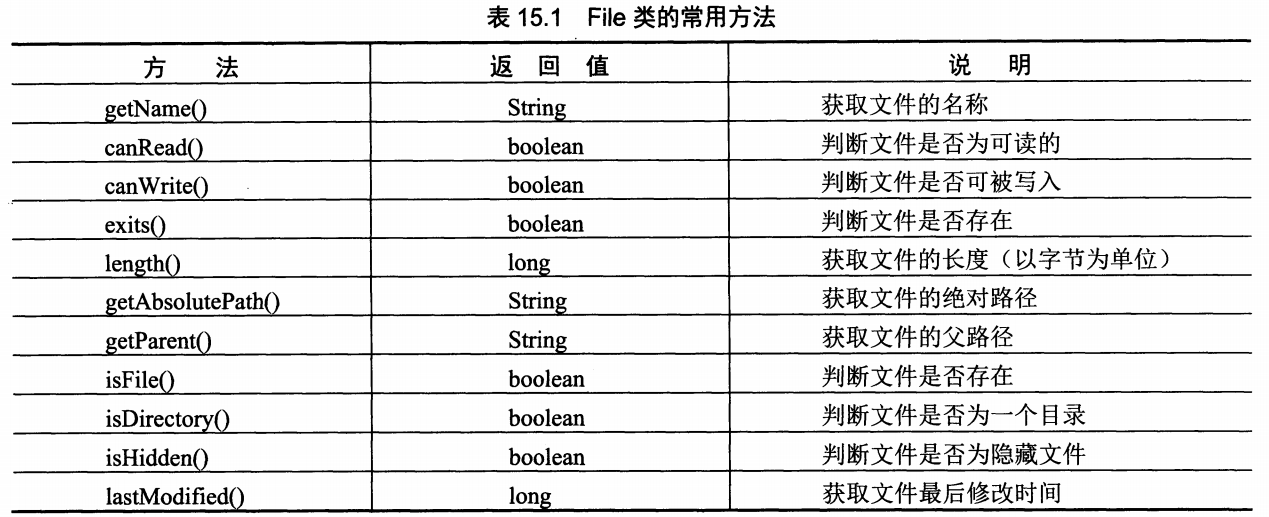 表 15.1 File 类的常用方法
方 法 返 回 值 说 明
getName() String 获取文件的名称
canRead() boolean 判断文件是否为可读的
canWrite() boolean 判断文件是否可被写入
exits() boolean 判断文件是否存在
length() long 获取文件的长度（以字节为单位）
getAbsolutePath() String 获取文件的绝对路径
getParent() String 获取文件的父路径
isFile() boolean 判断文件是否存在
isDirectory() boolean 判断文件是否为一个目录
isHidden() boolean 判断文件是否为隐藏文件
lastModified() long 获取文件最后修改时间